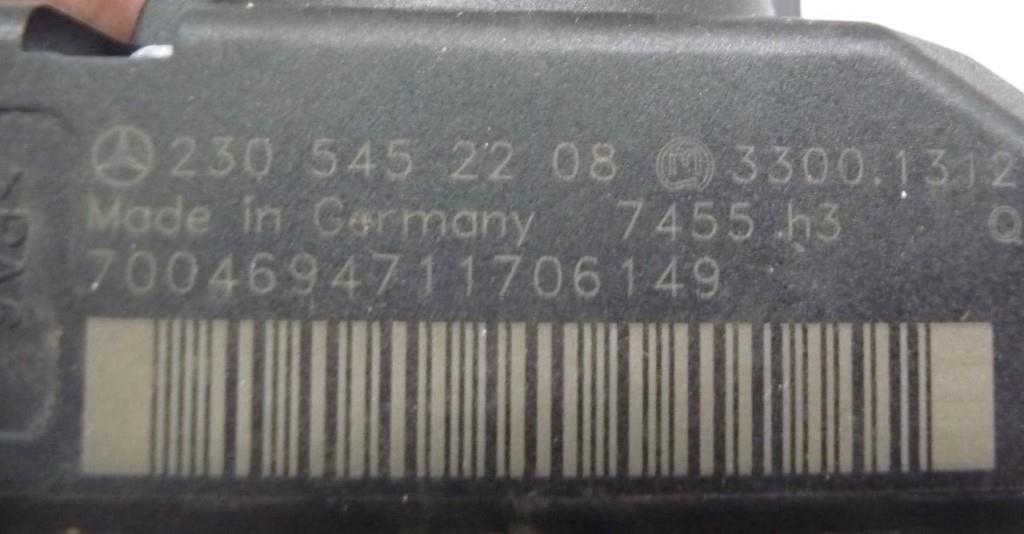 230 545 22 08 M 3300.1312
Made in Germany 7455.h3 Q
7004694711706149